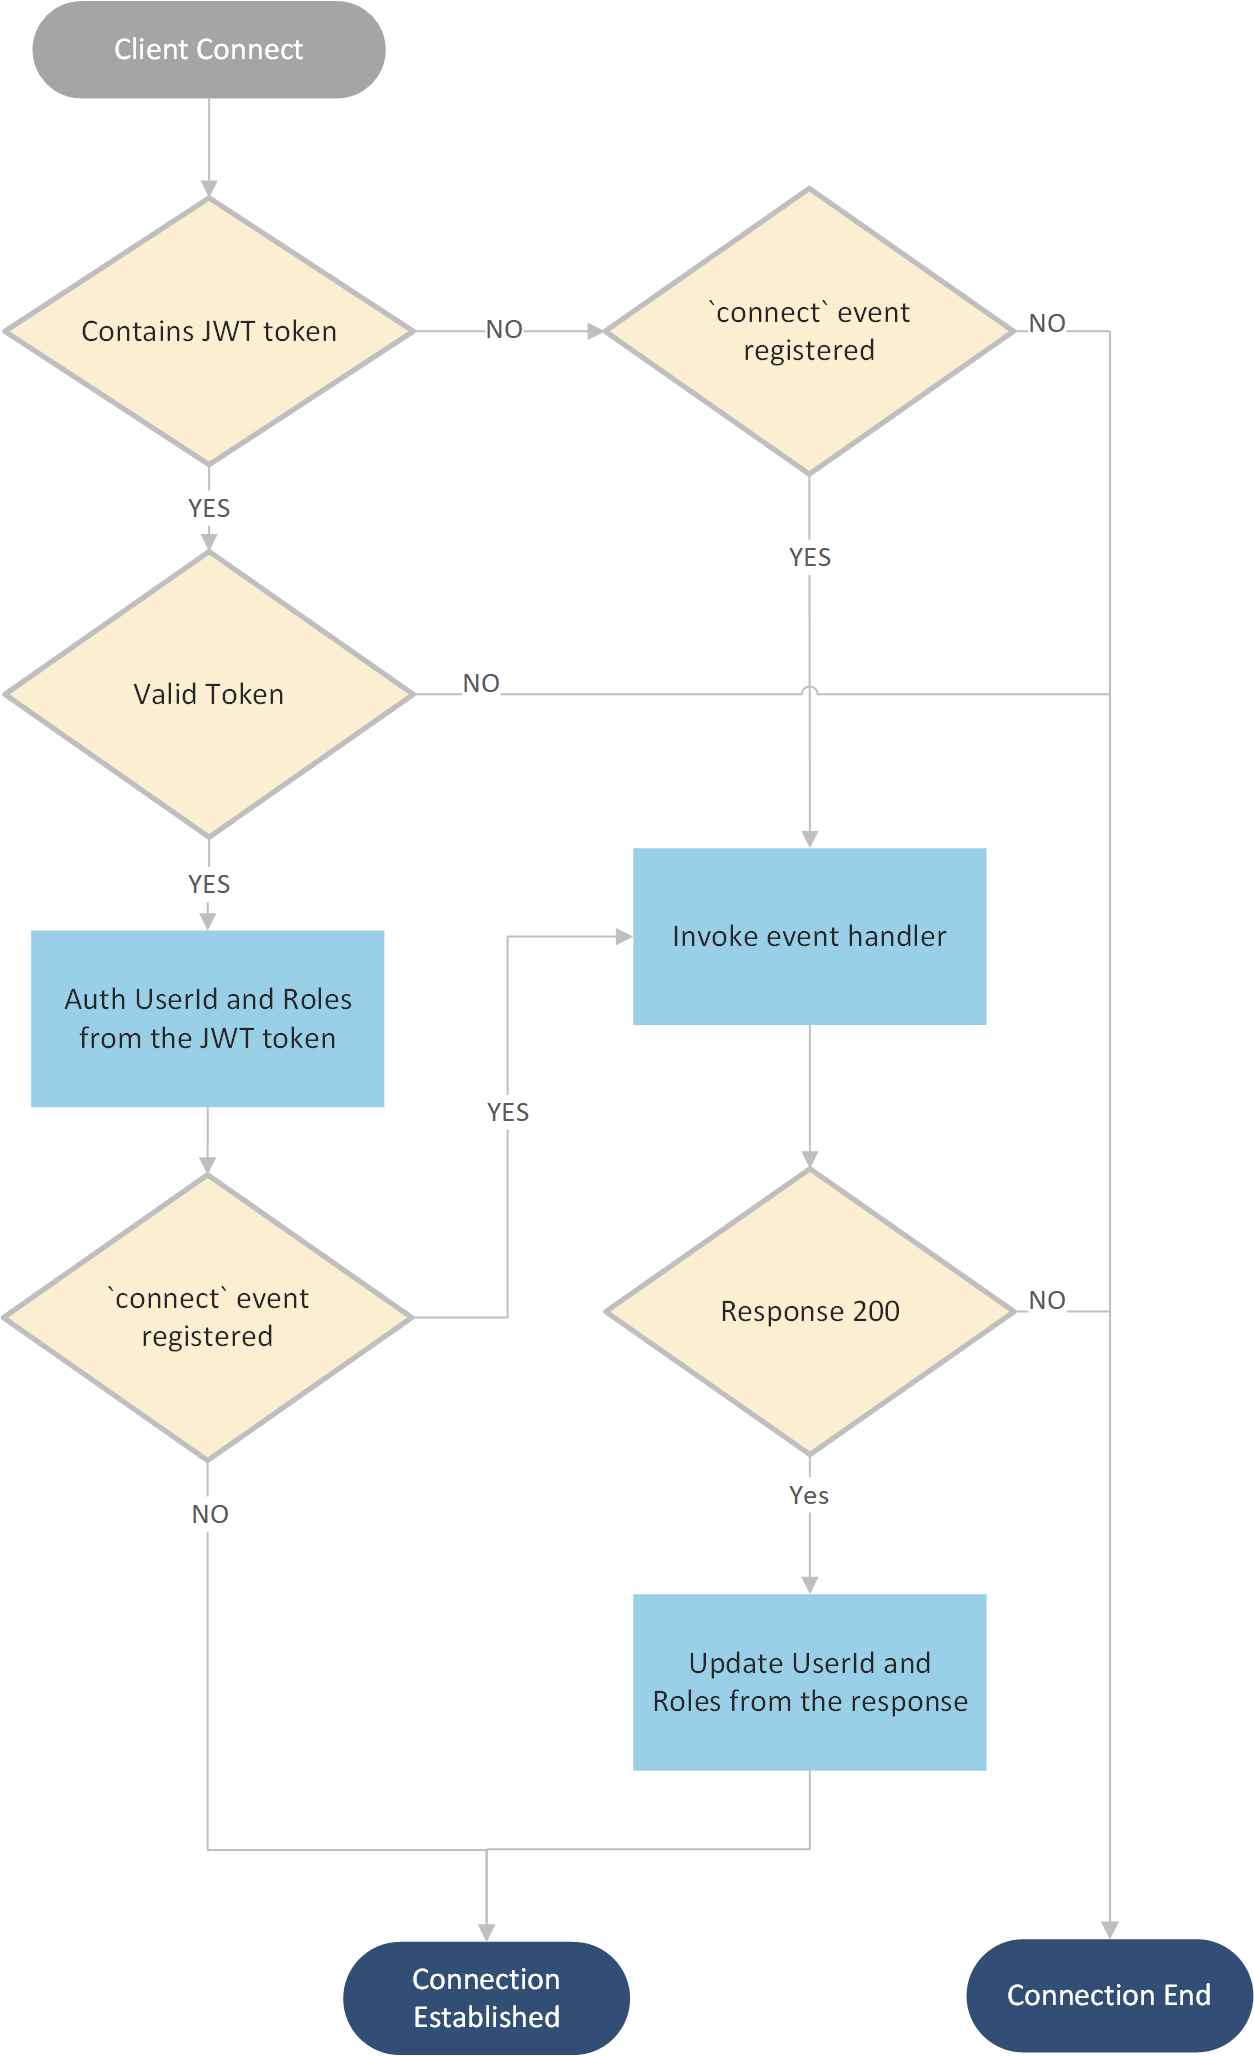 Client Connect
Contains JWT token
NO
`connect` event
registered
NO
YES
YES
Valid Token
NO
YES
Auth UserId and Roles
from the JWT token
Invoke event handler
YES
`connect` event
registered
Response 200
NO
NO
Yes
Update UserId and
Roles from the response
Connection
Established
Connection End